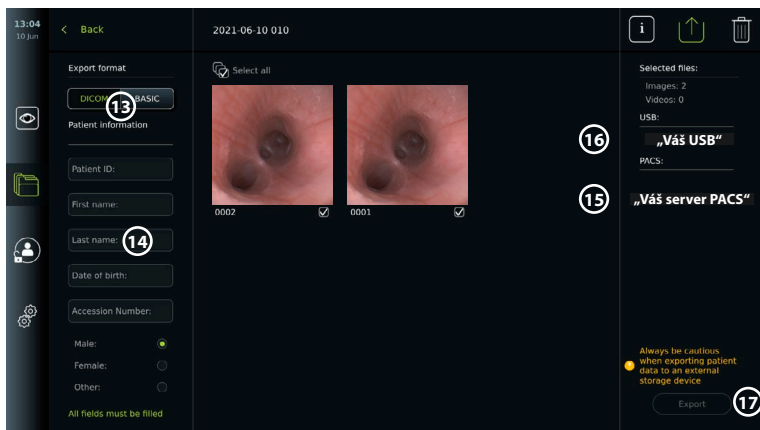 13:04
10 Jun
Back
2021-06-10 010
i
Export format
DICOM
BASIC
13
Patient information
Patient ID:
First name:
Last name:
14
Date of birth:
Accession Number:
Male:
Female:
Other:
All fields must be filled
Select all
0002
0001
Selected files:
Images: 2
Videos: 0
USB:
16
„Váš USB“
PACS:
15
„Váš server PACS“
Always be cautious
when exporting patient
data to an external
storage device
Export
17